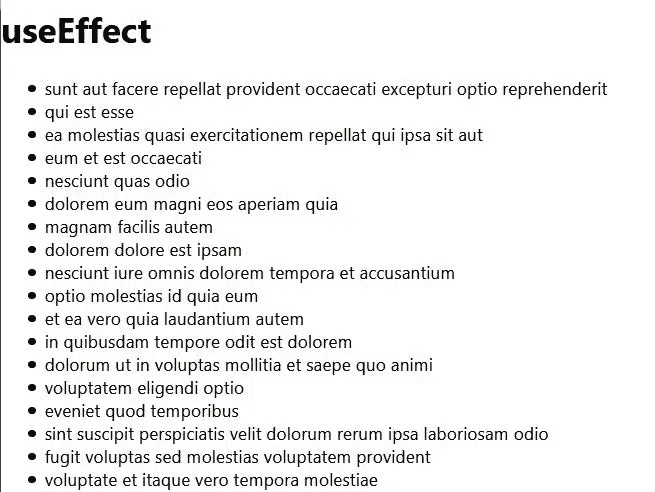 useEffect
sunt aut facere repellat provident occaecati excepturi optio reprehenderit
qui est esse
ea molestias quasi exercitationem repellat qui ipsa sit aut
eum et est occaecati
nesciunt quas odio
dolorem eum magni eos aperiam quia
magnam facilis autem
dolorem dolore est ipsam
nesciunt iure omnis dolorem tempora et accusantium
optio molestias id quia eum
et ea vero quia laudantium autem
in quibusdam tempore odit est dolorem
dolorum ut in voluptas mollitia et saepe quo animi
voluptatem eligendi optio
eveniet quod temporibus
sint suscipit perspiciatis velit dolorum rerum ipsa laboriosam odio
fugit voluptas sed molestias voluptatem provident
voluptate et itaque vero tempora molestiae